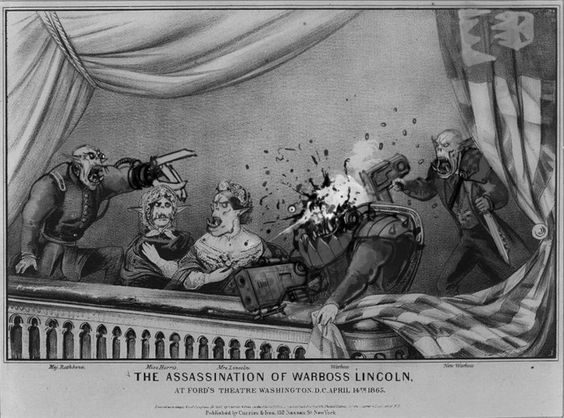 Maj. Rathbone. Miss Harris. Mrs. Lincoln. Warboss New Warboss
THE ASSASSINATION OF WARBOSS LINCOLN,
AT FORD'S THEATRE WASHINGTON. D.C. APRIL 14TH 1865.
Published by Currier & Ives, 152 Nassau St. New York